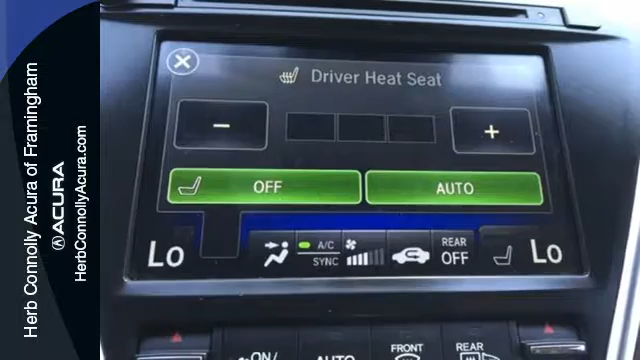 Herb Connolly Acura of Framingham
ACURA
HerbConnollyAcura.com
Driver Heat Seat
- +
OFF AUTO
Lo A/C SYNC REAR OFF Lo
ON/ AUTO FRONT REAR